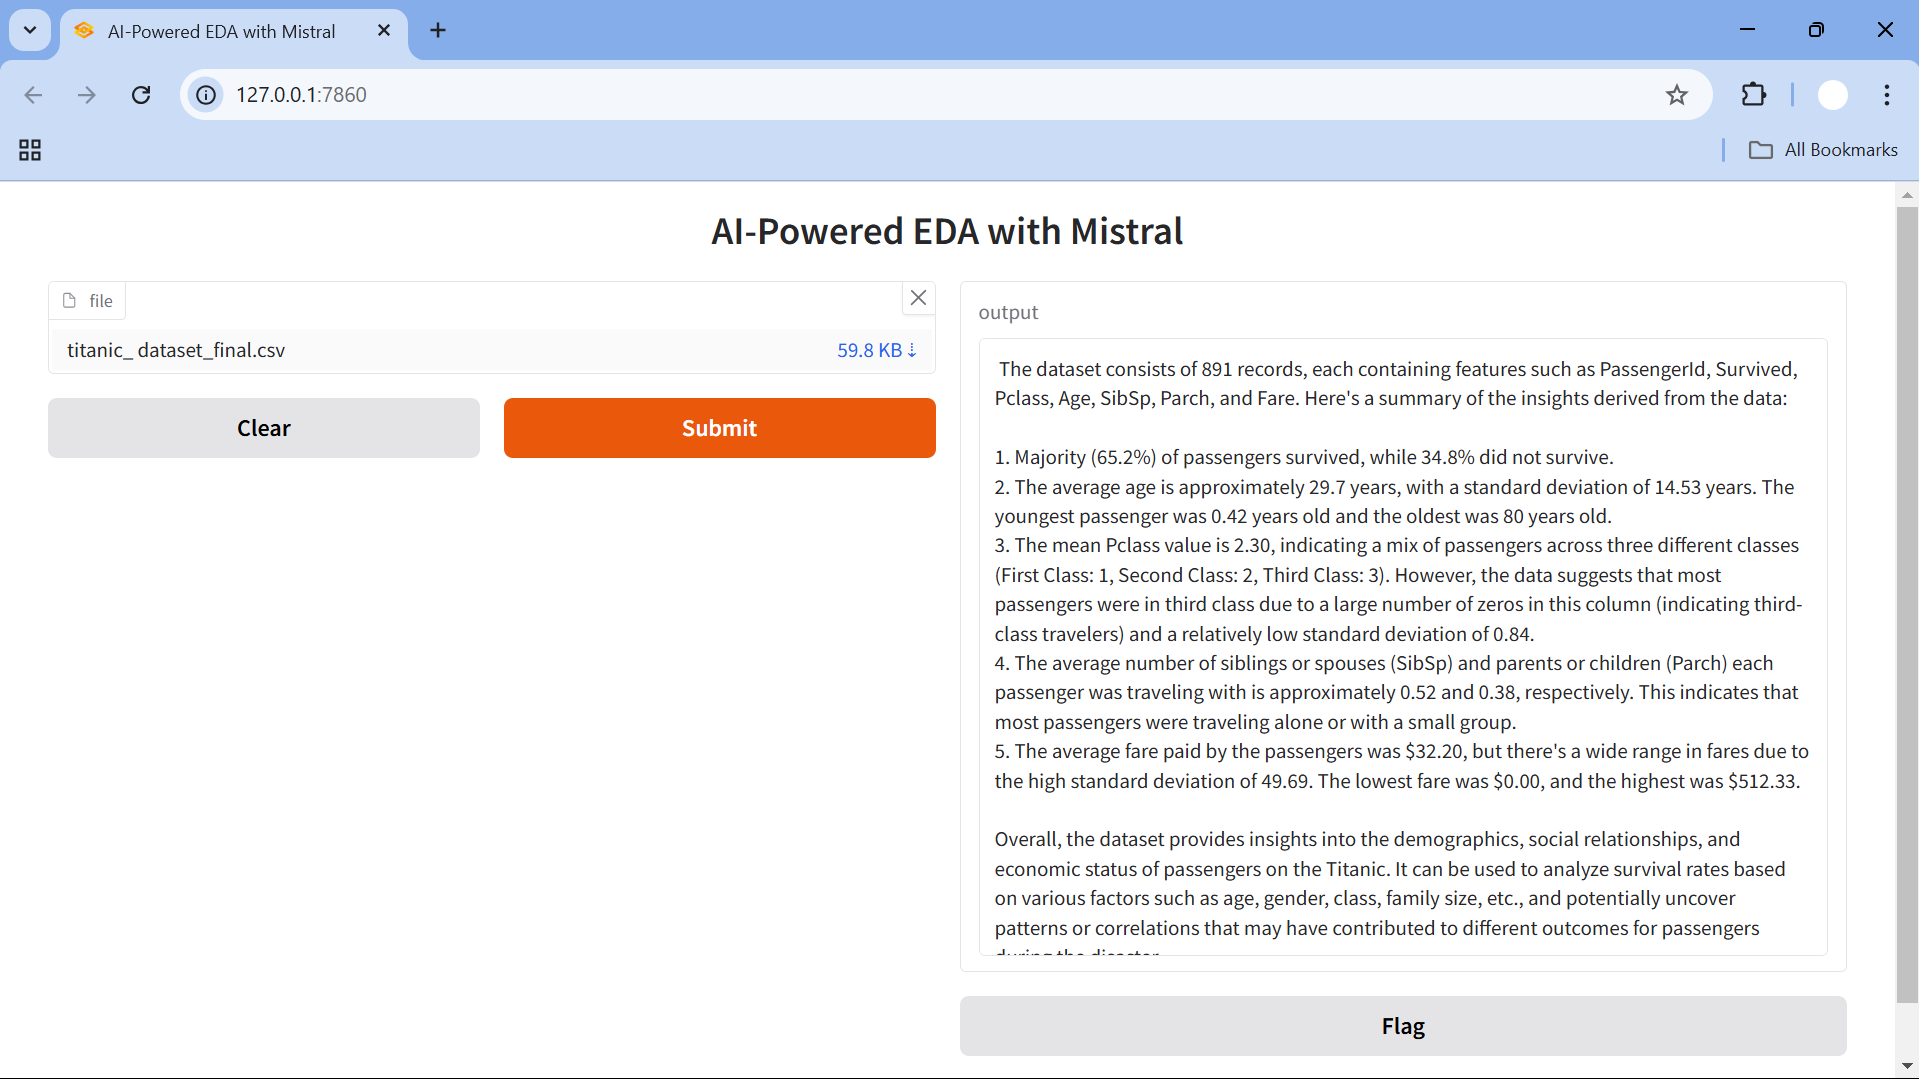 AI-Powered EDA with Mistral
127.0.0.1:7860
All Bookmarks
AI-Powered EDA with Mistral
file
titanic_ dataset_final.csv
59.8 KB ↓
Clear
Submit
output
The dataset consists of 891 records, each containing features such as PassengerId, Survived,
Pclass, Age, SibSp, Parch, and Fare. Here's a summary of the insights derived from the data:
1. Majority (65.2%) of passengers survived, while 34.8% did not survive.
2. The average age is approximately 29.7 years, with a standard deviation of 14.53 years. The
youngest passenger was 0.42 years old and the oldest was 80 years old.
3. The mean Pclass value is 2.30, indicating a mix of passengers across three different classes
(First Class: 1, Second Class: 2, Third Class: 3). However, the data suggests that most
passengers were in third class due to a large number of zeros in this column (indicating third-
class travelers) and a relatively low standard deviation of 0.84.
4. The average number of siblings or spouses (SibSp) and parents or children (Parch) each
passenger was traveling with is approximately 0.52 and 0.38, respectively. This indicates that
most passengers were traveling alone or with a small group.
5. The average fare paid by the passengers was $32.20, but there's a wide range in fares due to
the high standard deviation of 49.69. The lowest fare was $0.00, and the highest was $512.33.
Overall, the dataset provides insights into the demographics, social relationships, and
economic status of passengers on the Titanic. It can be used to analyze survival rates based
on various factors such as age, gender, class, family size, etc., and potentially uncover
patterns or correlations that may have contributed to different outcomes for passengers
during the disaster.
Flag